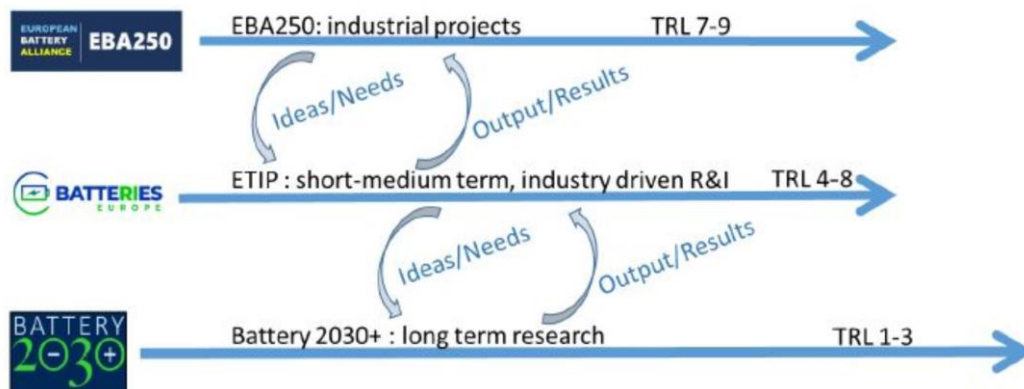 EUROPEAN
BATTERY
ALLIANCE
EBA250
EBA250: industrial projects TRL 7-9
Ideas/Needs
Output/Results
BATTERIES
EUROPE
ETIP : short-medium term, industry driven R&I TRL 4-8
Ideas/Needs
Output/Results
BATTERY
2030+
Battery 2030+ : long term research TRL 1-3